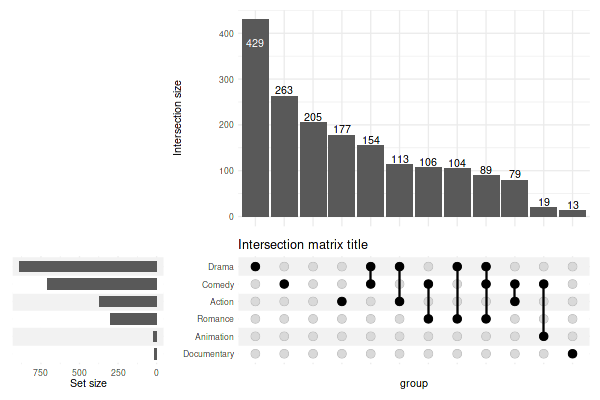 400
300
200
100
0
Intersection size
429
263
205
177
154
113
106
104
89
79
19
13
Intersection matrix title
Drama
Comedy
Action
Romance
Animation
Documentary
750
500
250
0
Set size
group